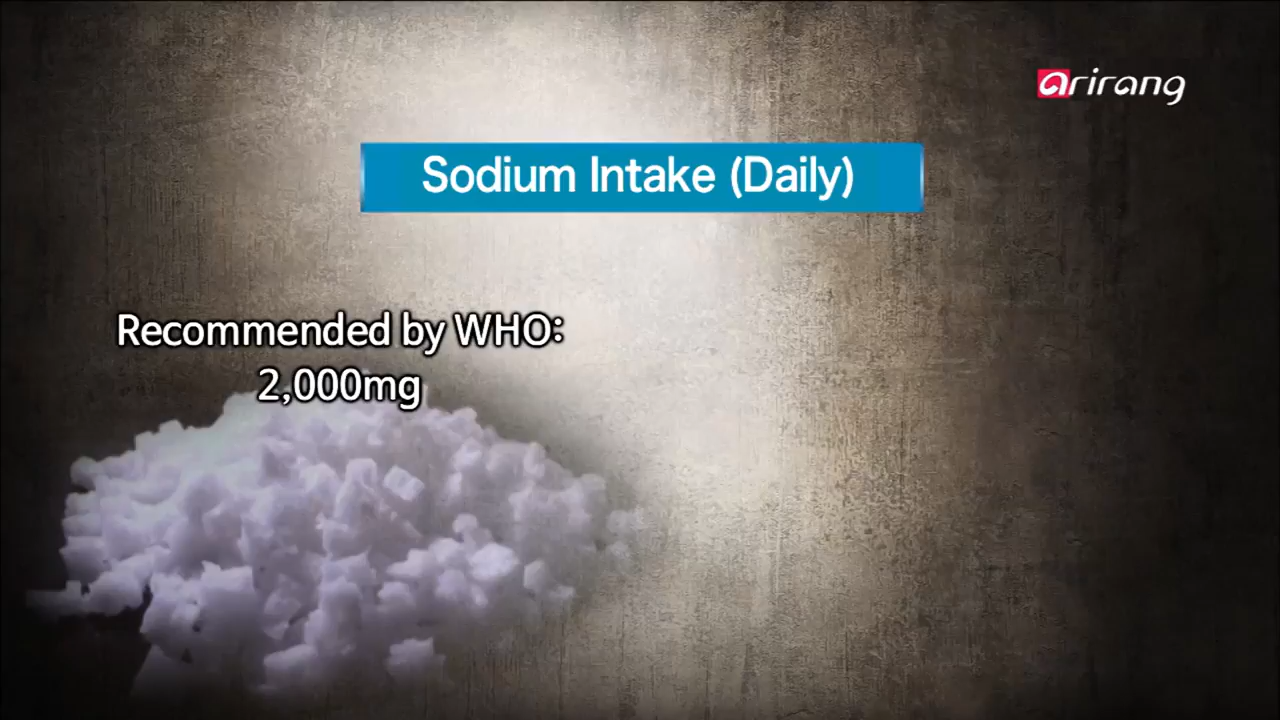 arirang
Sodium Intake (Daily)
Recommended by WHO:
2,000mg